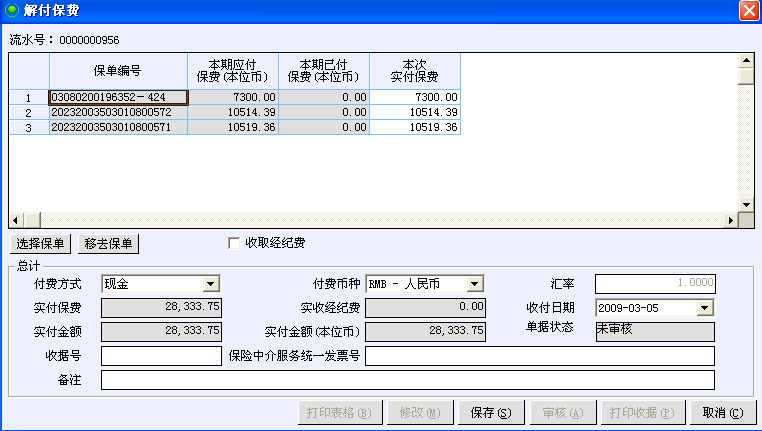 解付保费
流水号： 0000000956
保单编号 本期应付保费(本位币) 本期已付保费(本位币) 本次实付保费
1 03080200196352－424 7300.00 0.00 7300.00
2 20232003503010800572 10514.39 0.00 10514.39
3 20232003503010800571 10519.36 0.00 10519.36
选择保单 移去保单 收取经纪费
总计
付费方式 现金 付费币种 RMB - 人民币 汇率 1.0000
实付保费 28,333.75 实收经纪费 0.00 收付日期 2009-03-05
实付金额 28,333.75 实付金额(本位币) 28,333.75 单据状态 未审核
收据号 保险中介服务统一发票号
备注
打印表格(B) 修改(M) 保存(S) 审核(A) 打印收据(P) 取消(C)